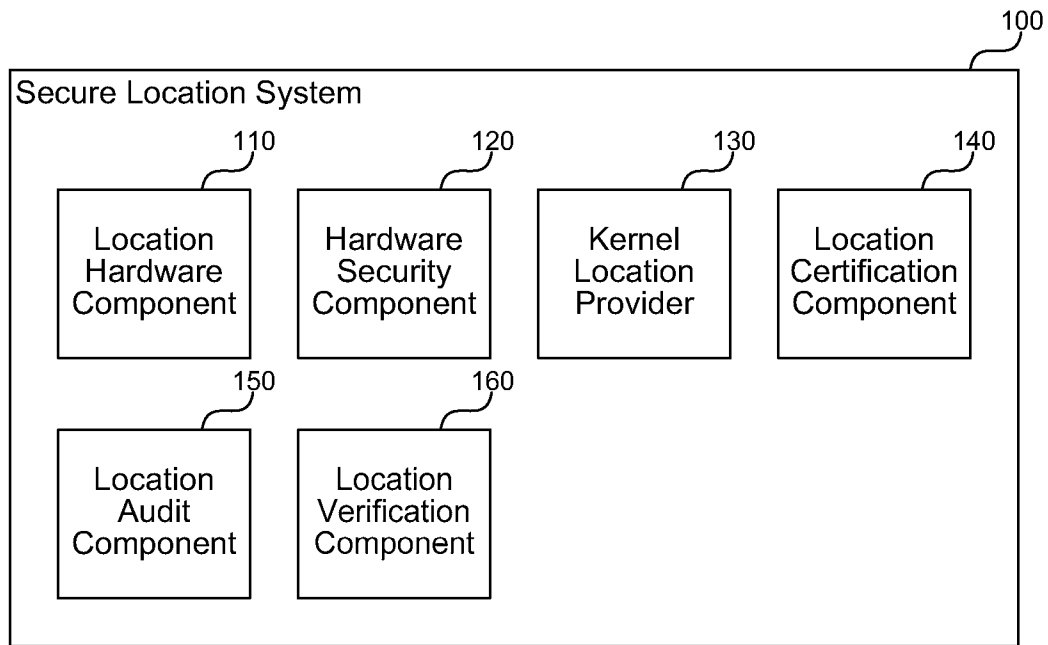 100
Secure Location System
110
120
130
140
Location
Hardware
Component
Hardware
Security
Component
Kernel
Location
Provider
Location
Certification
Component
150
160
Location
Audit
Component
Location
Verification
Component